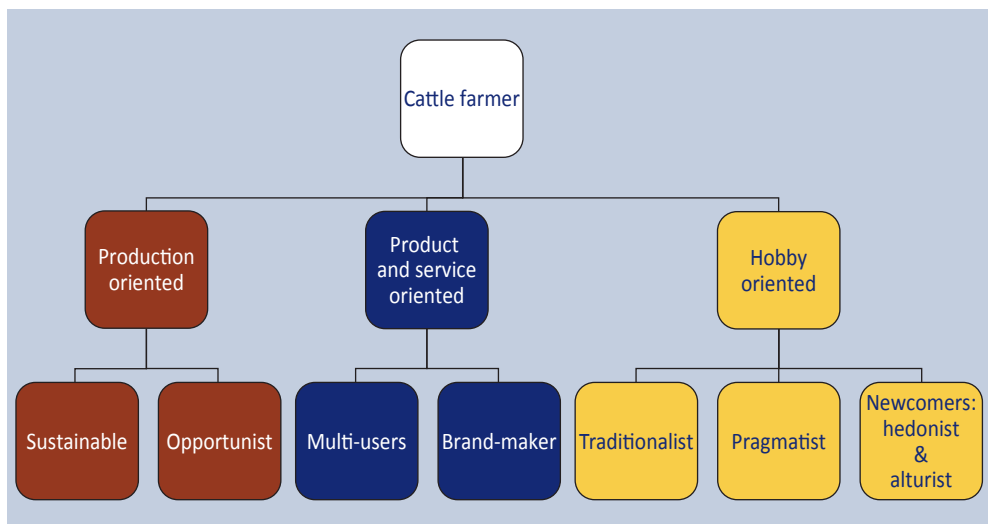 Cattle farmer
Production
oriented
Product
and service
oriented
Hobby
oriented
Sustainable
Opportunist
Multi-users
Brand-maker
Traditionalist
Pragmatist
Newcomers:
hedonist
&
alturist